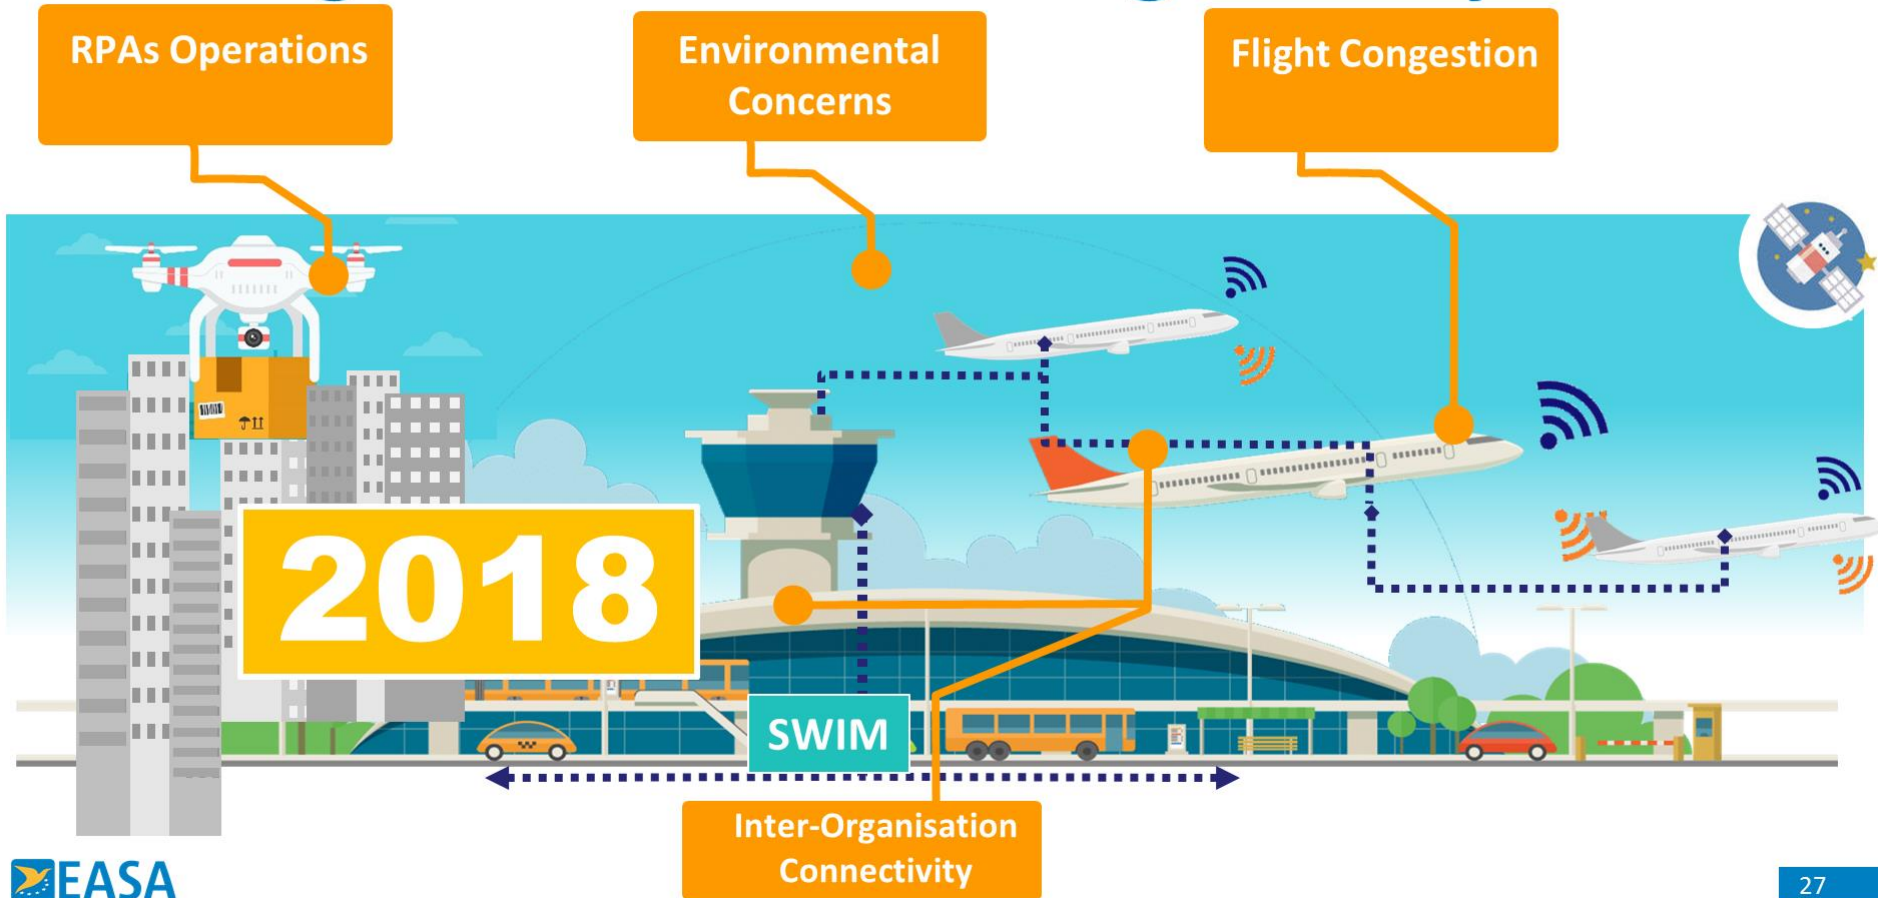 RPAs Operations
Environmental
Concerns
Flight Congestion
2018
SWIM
Inter-Organisation
Connectivity
EASA
27